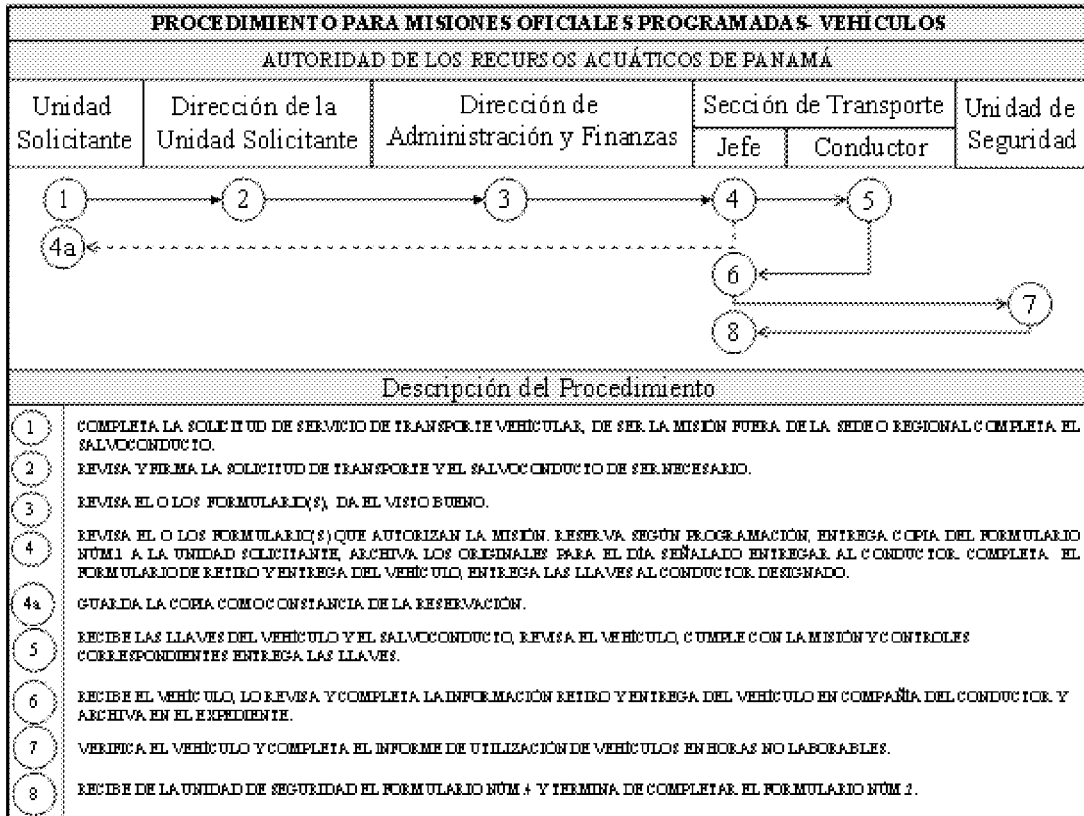 PROCEDIMIENTO PARA MISIONES OFICIALES PROGRAMADAS- VEHÍCULOS
AUTORIDAD DE LOS RECURSOS ACUÁTICOS DE PANAMÁ
Unidad Solicitante
Dirección de la Unidad Solicitante
Dirección de Administración y Finanzas
Sección de Transporte
Jefe
Conductor
Unidad de Seguridad
1
2
3
4
5
4a
6
7
8
Descripción del Procedimiento
1
COMPLETA LA SOLICITUD DE SERVICIO DE TRANSPORTE VEHÍCULAR, DE SER LA MISIÓN FUERA DE LA SEDE O REGIONAL COMPLETA EL
SALVOCONDUCTO.
2
REVISA Y FIRMA LA SOLICITUD DE TRANSPORTE Y EL SALVOCONDUCTO DE SER NECESARIO.
3
REVISA EL O LOS FORMULARIO(S), DA EL VISTO BUENO.
4
REVISA EL O LOS FORMULARIO(S) QUE AUTORIZAN LA MISIÓN. RESERVA SEGÚN PROGRAMACIÓN, ENTREGA COPIA DEL FORMULARIO
NÚM.1 A LA UNIDAD SOLICITANTE, ARCHIVA LOS ORIGINALES PARA EL DÍA SEÑALADO ENTREGAR AL CONDUCTOR. COMPLETA EL
FORMULARIO DE RETIRO Y ENTREGA DEL VEHÍCULO, ENTREGA LAS LLAVES AL CONDUCTOR DESIGNADO.
4a
GUARDA LA COPIA COMO CONSTANCIA DE LA RESERVACIÓN.
5
RECIBE LAS LLAVES DEL VEHÍCULO Y EL SALVOCONDUCTO, REVISA EL VEHÍCULO, CUMPLE CON LA MISIÓN Y CONTROLES
CORRESPONDIENTES ENTREGA LAS LLAVES.
6
RECIBE EL VEHÍCULO, LO REVISA Y COMPLETA LA INFORMACIÓN RETIRO Y ENTREGA DEL VEHÍCULO EN COMPAÑÍA DEL CONDUCTOR Y
ARCHIVA EN EL EXPEDIENTE.
7
VERIFICA EL VEHÍCULO Y COMPLETA EL INFORME DE UTILIZACIÓN DE VEHÍCULOS EN HORAS NO LABORABLES.
8
RECIBE DE LA UNIDAD DE SEGURIDAD EL FORMULARIO NÚM.4 Y TERMINA DE COMPLETAR EL FORMULARIO NÚM 2.